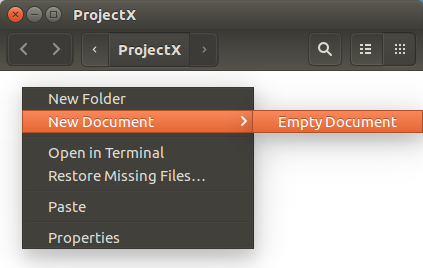 ProjectX
ProjectX
New Folder
New Document
Empty Document
Open in Terminal
Restore Missing Files...
Paste
Properties